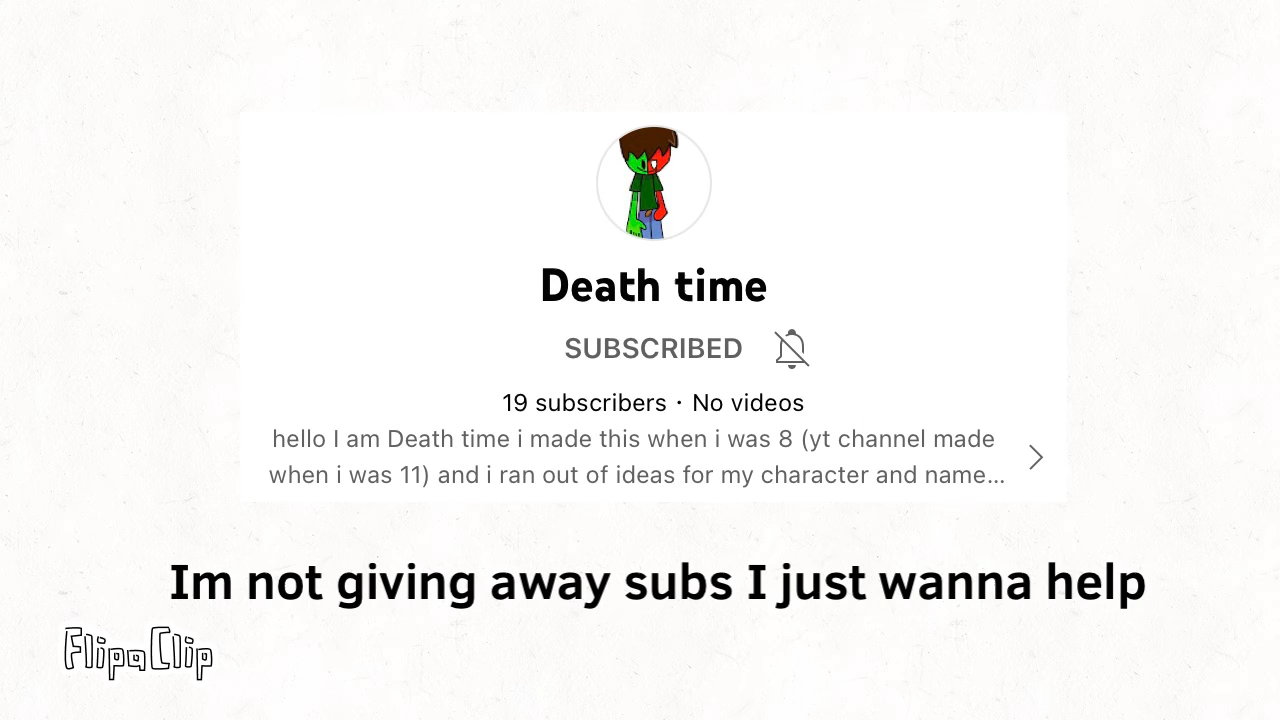 Death time
SUBSCRIBED
19 subscribers · No videos
hello I am Death time i made this when i was 8 (yt channel made
when i was 11) and i ran out of ideas for my character and name...
Im not giving away subs I just wanna help
FlipaClip